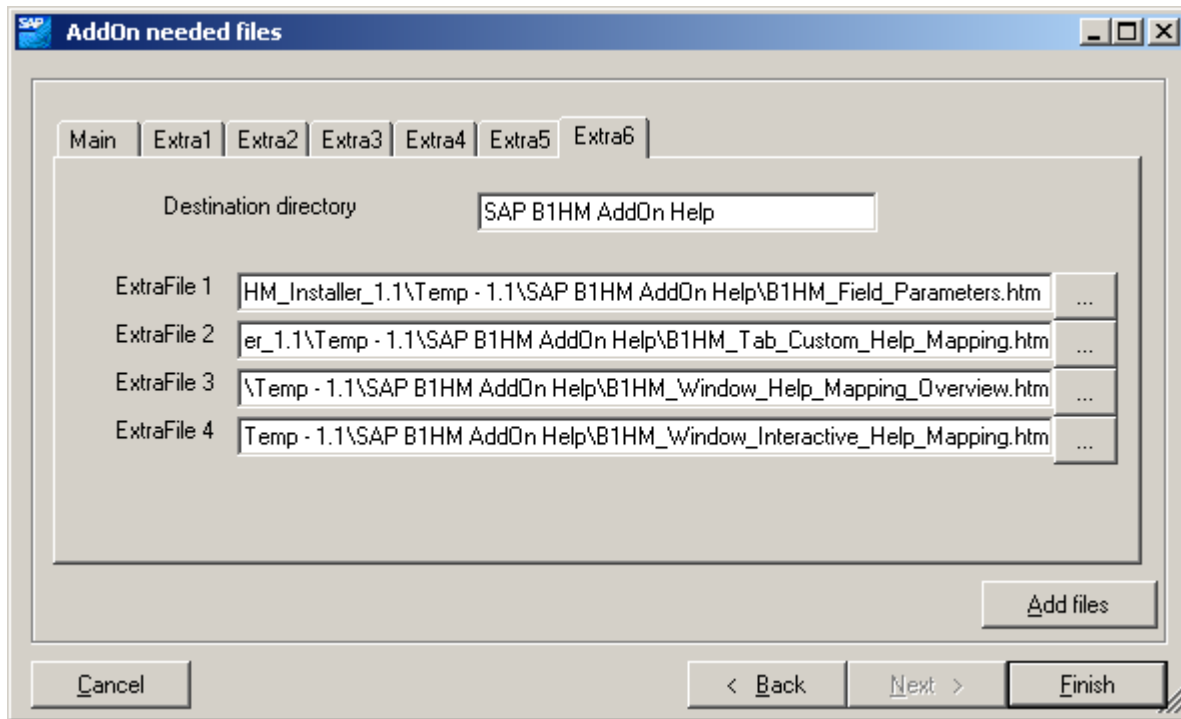 SAP AddOn needed files
Main Extra1 Extra2 Extra3 Extra4 Extra5 Extra6
Destination directory SAP B1HM AddOn Help
ExtraFile 1 HM_Installer_1.1\Temp - 1.1\SAP B1HM AddOn Help\B1HM_Field_Parameters.htm ...
ExtraFile 2 er_1.1\Temp - 1.1\SAP B1HM AddOn Help\B1HM_Tab_Custom_Help_Mapping.htm ...
ExtraFile 3 \Temp - 1.1\SAP B1HM AddOn Help\B1HM_Window_Help_Mapping_Overview.htm ...
ExtraFile 4 Temp - 1.1\SAP B1HM AddOn Help\B1HM_Window_Interactive_Help_Mapping.htm ...
Add files
Cancel < Back Next > Finish